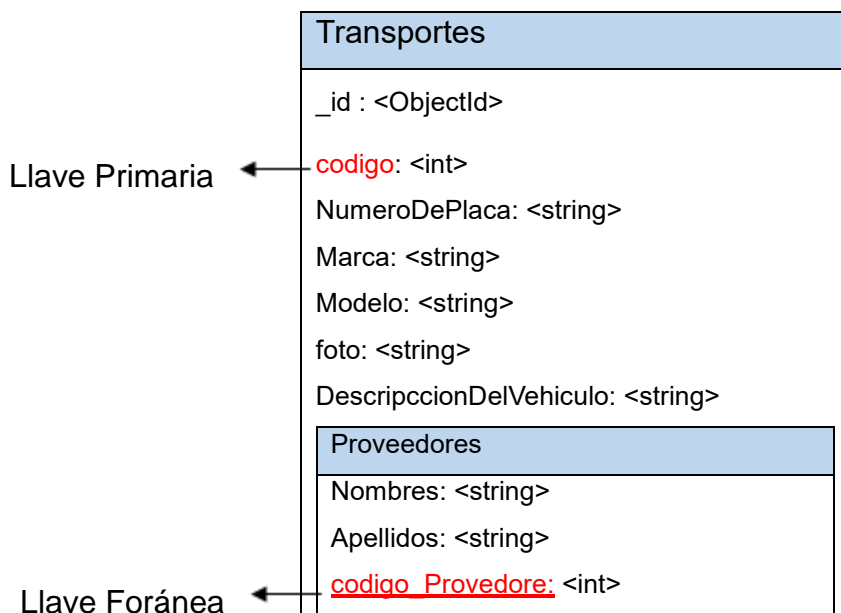 Transportes
_id : <ObjectId>
Llave Primaria
codigo: <int>
NumeroDePlaca: <string>
Marca: <string>
Modelo: <string>
foto: <string>
DescripccionDelVehiculo: <string>
Proveedores
Nombres: <string>
Apellidos: <string>
codigo_Provedore: <int>
Llave Foránea